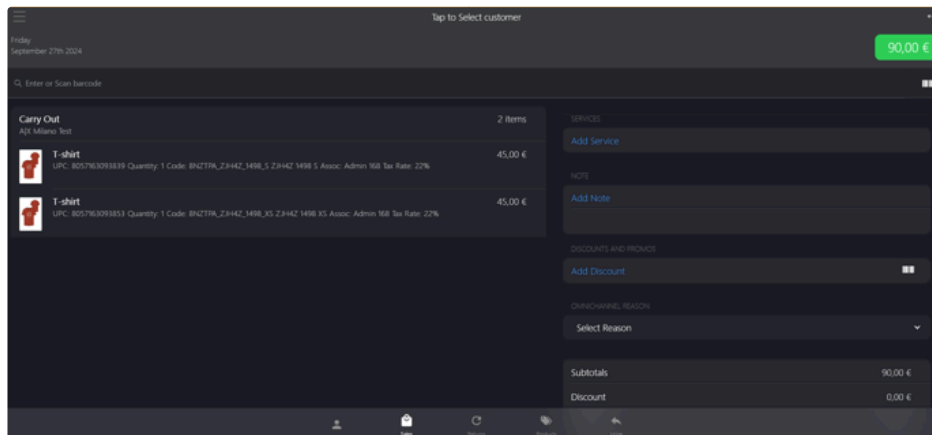 Tap to Select customer
Friday
September 27th 2024
90,00 €
Enter or Scan barcode
Carry Out
2 Items
A|X Milano Test
T-shirt
45,00 €
UPC: 8057163093839 Quantity: 1 Code: 8NZTPA_ZJH4Z_1498_S ZJH4Z 1498 S Assoc: Admin 168 Tax Rate: 22%
T-shirt
45,00 €
UPC: 8057163093853 Quantity: 1 Code: 8NZTPA_ZJH4Z_1498_XS ZJH4Z 1498 XS Assoc: Admin 168 Tax Rate: 22%
SERVICES
Add Service
NOTE
Add Note
DISCOUNTS AND PROMOS
Add Discount
OMNICHANNEL REASON
Select Reason
Subtotals
90,00 €
Discount
0,00 €
Sales
Returns